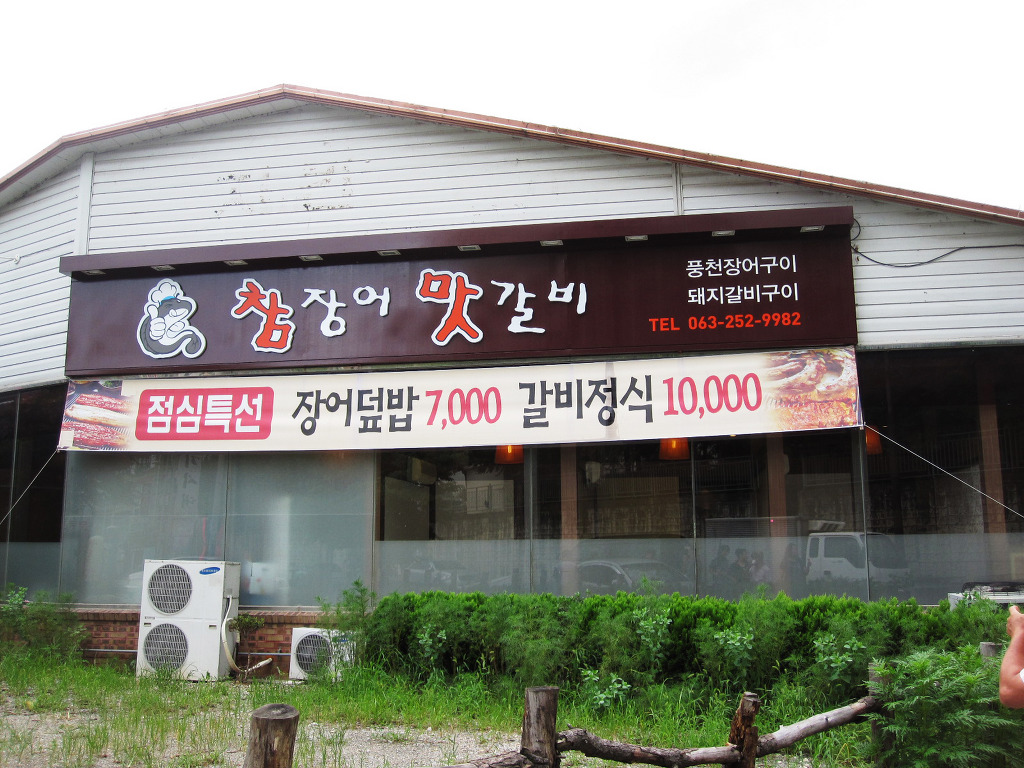 참장어 맛갈비
풍천장어구이
돼지갈비구이
TEL 063-252-9982
점심특선 장어덮밥 7,000 갈비정식 10,000